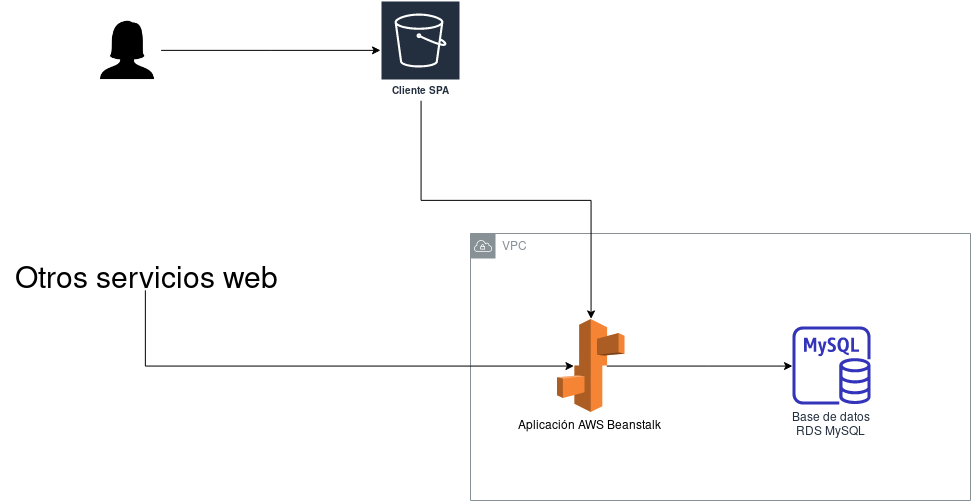 Cliente SPA
VPC
Otros servicios web
MySQL
Aplicación AWS Beanstalk
Base de datos
RDS MySQL